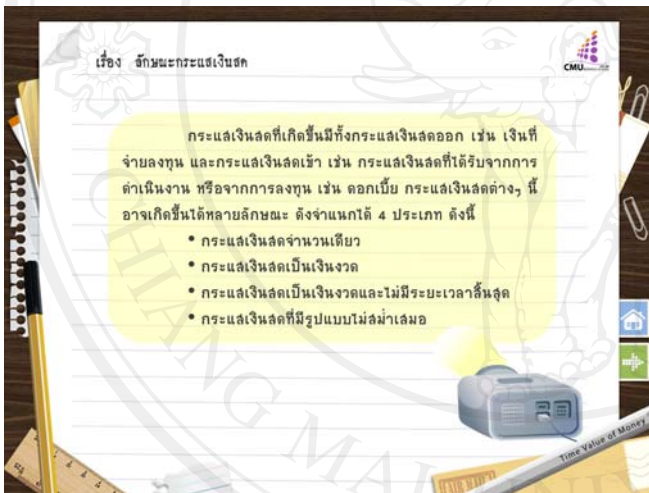 เรื่อง ลักษณะกระแสเงินสด
CMU
กระแสเงินสดที่เกิดขึ้นมีทั้งกระแสเงินสดออก เช่น เงินที่
จ่ายลงทุน และกระแสเงินสดเข้า เช่น กระแสเงินสดที่ได้รับจากการ
ดำเนินงาน หรือจากการลงทุน เช่น ดอกเบี้ย กระแสเงินสดต่างๆ นี้
อาจเกิดขึ้นได้หลายลักษณะ ดังจำแนกได้ 4 ประเภท ดังนี้
• กระแสเงินสดจำนวนเดียว
• กระแสเงินสดเป็นเงินงวด
• กระแสเงินสดเป็นเงินงวดและไม่มีระยะเวลาสิ้นสุด
• กระแสเงินสดที่มีรูปแบบไม่สม่ำเสมอ
Time Value of Money
CHIANG MAI